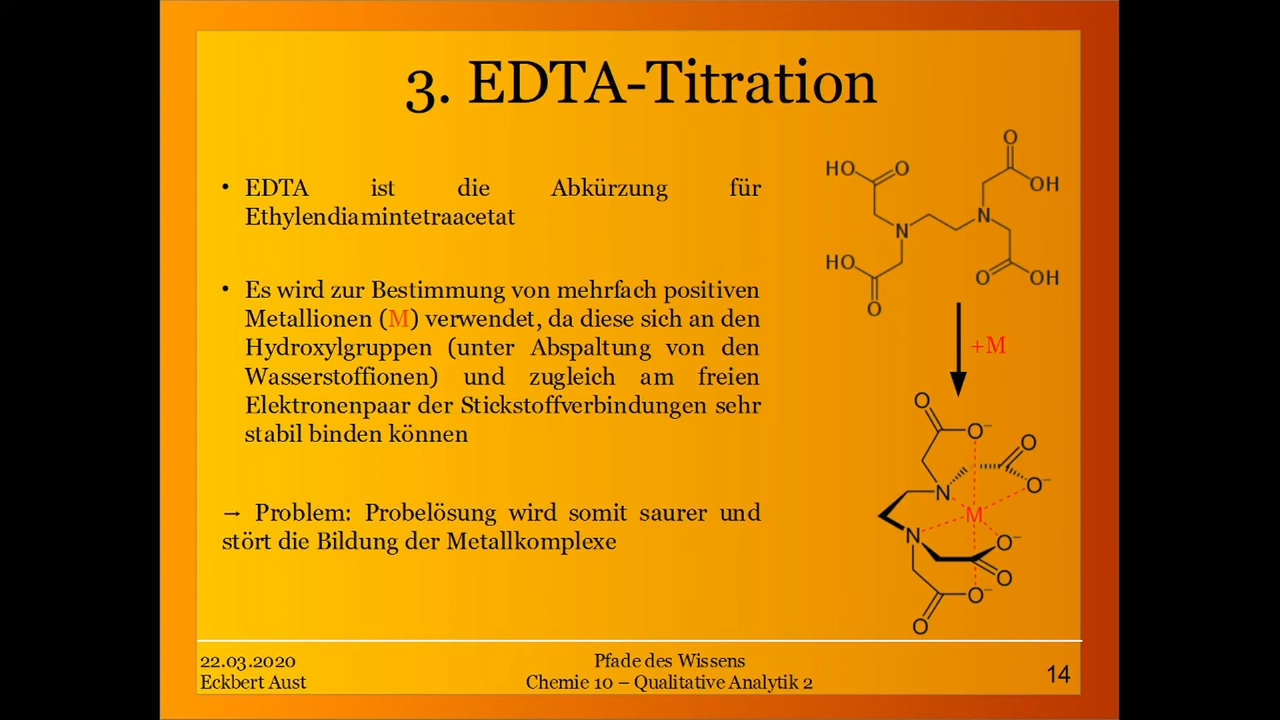 3. EDTA-Titration
• EDTA ist die Abkürzung für
Ethylendiamintetraacetat
• Es wird zur Bestimmung von mehrfach positiven
Metallionen (M) verwendet, da diese sich an den
Hydroxylgruppen (unter Abspaltung von den
Wasserstoffionen) und zugleich am freien
Elektronenpaar der Stickstoffverbindungen sehr
stabil binden können
→ Problem: Probelösung wird somit saurer und
stört die Bildung der Metallkomplexe
O
HO O
OH
N
N
HO
O OH
O
+M
O
O⁻
O
N
O⁻
M
N
O⁻
O
O⁻
O
22.03.2020
Eckbert Aust
Pfade des Wissens
Chemie 10 – Qualitative Analytik 2
14